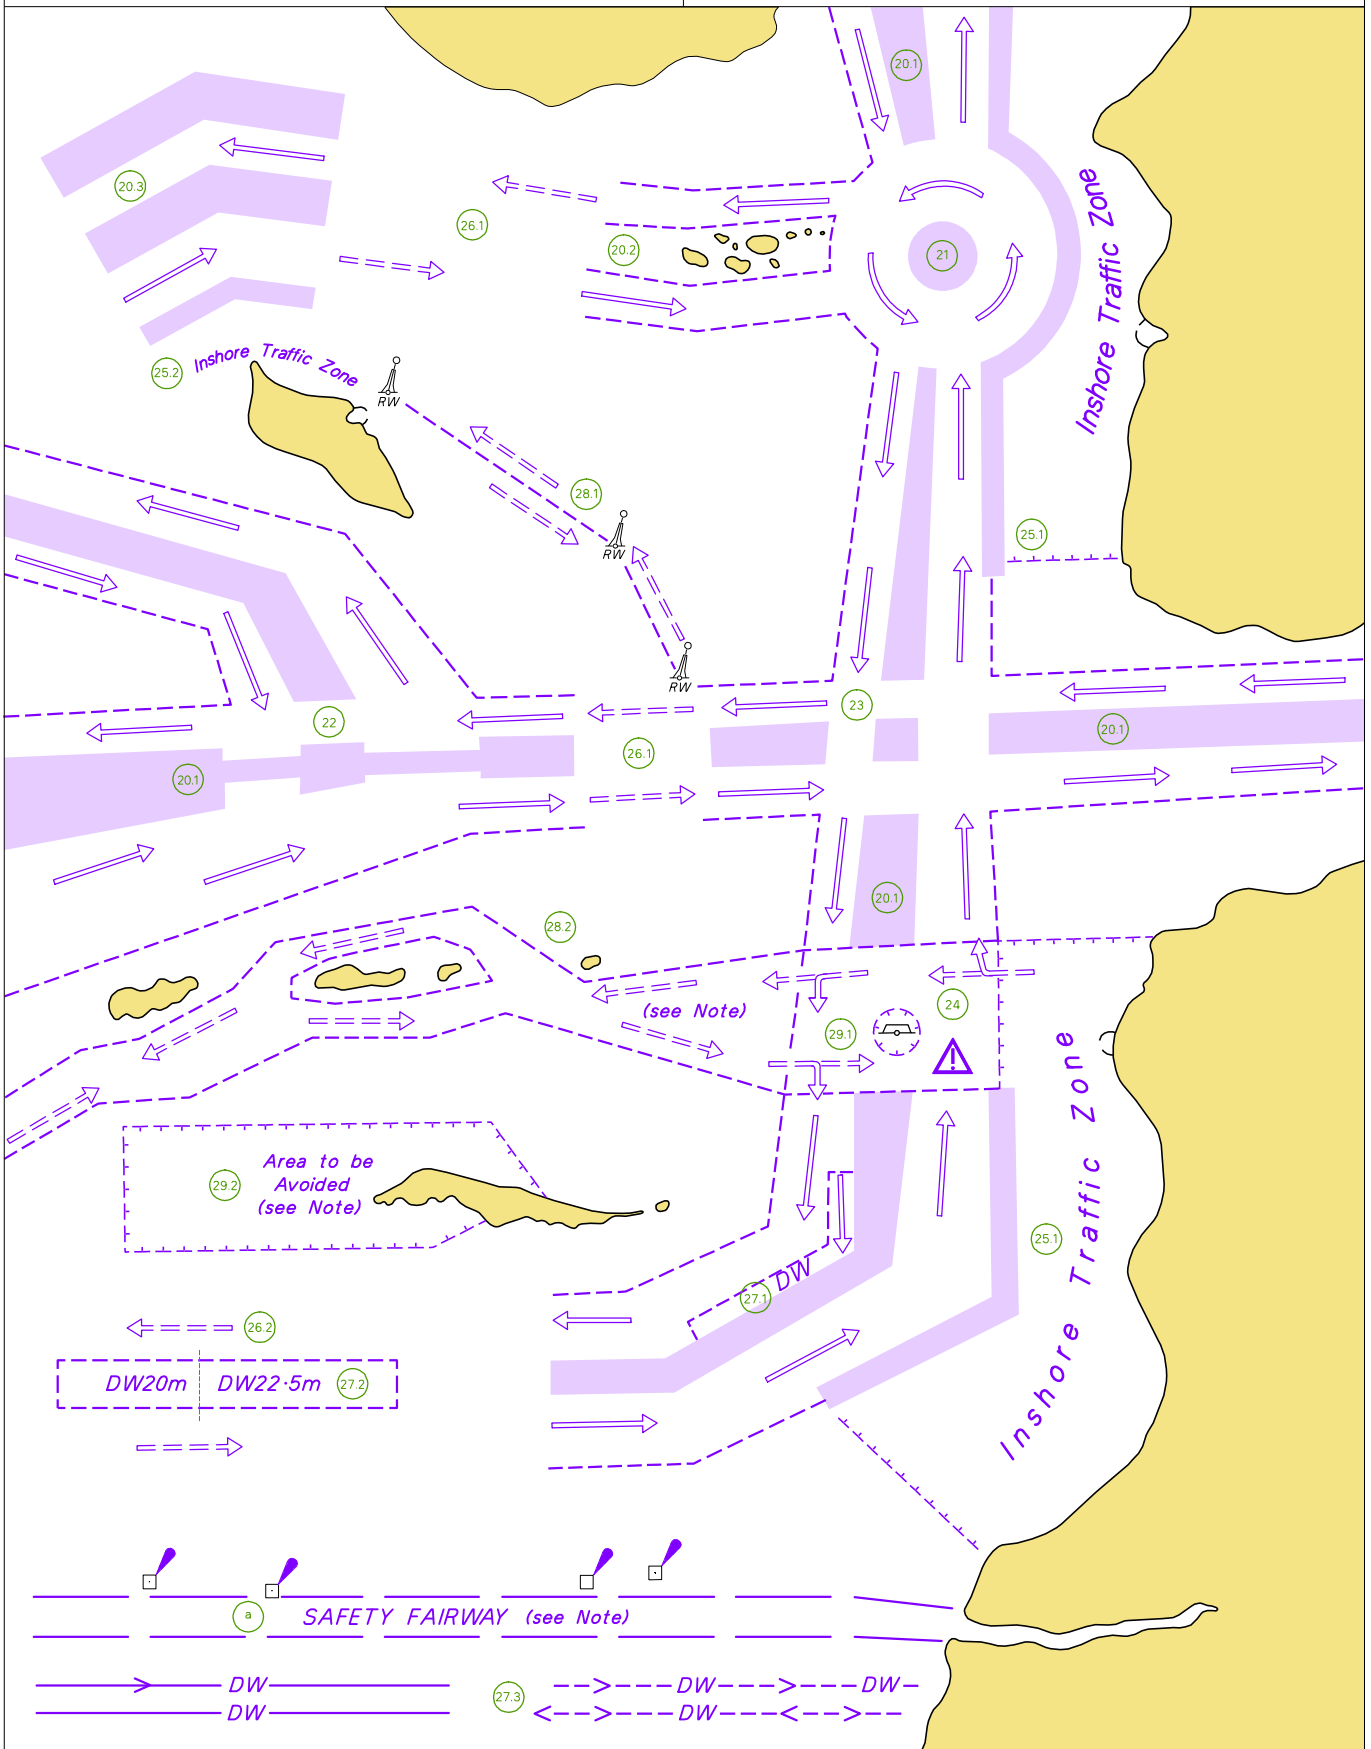 20.1
20.3
26.1
20.2
21
Inshore Traffic Zone
25.2
Inshore Traffic Zone
RW
28.1
RW
25.1
RW
23
22
26.1
20.1
20.1
20.1
28.2
(see Note)
24
29.1
29.2
Area to be
Avoided
(see Note)
25.1
Inshore Traffic Zone
DW
27.1
26.2
DW20m
DW22·5m
27.2
a
SAFETY FAIRWAY (see Note)
DW
DW
27.3
DW
DW
DW